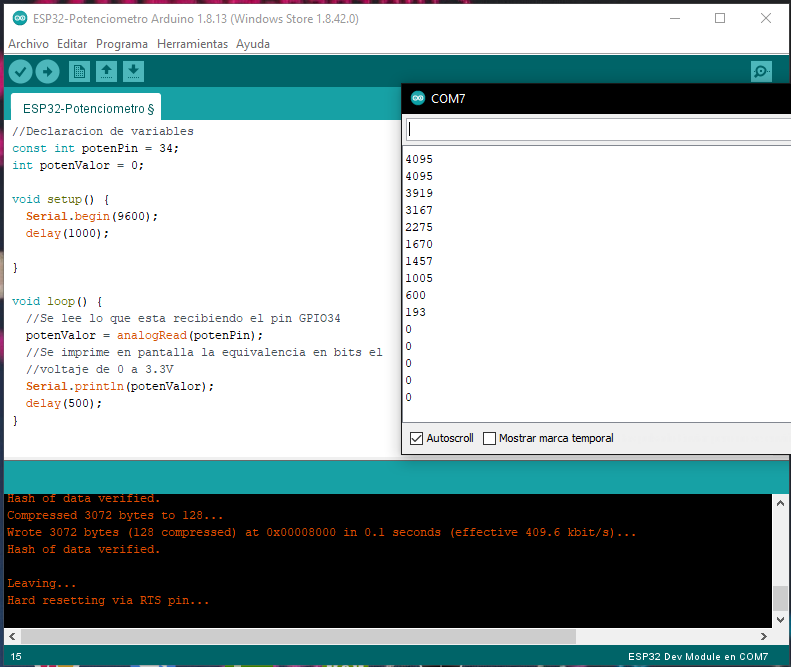 ESP32-Potenciometro Arduino 1.8.13 (Windows Store 1.8.42.0)
Archivo Editar Programa Herramientas Ayuda
ESP32-Potenciometro §
//Declaracion de variables
const int potenPin = 34;
int potenValor = 0;
void setup() {
Serial.begin(9600);
delay(1000);
}
void loop() {
//Se lee lo que esta recibiendo el pin GPIO34
potenValor = analogRead(potenPin);
//Se imprime en pantalla la equivalencia en bits el
//voltaje de 0 a 3.3V
Serial.println(potenValor);
delay(500);
}
COM7
4095
4095
3919
3167
2275
1670
1457
1005
600
193
0
0
0
0
0
Autoscroll Mostrar marca temporal
Hash of data verified.
Compressed 3072 bytes to 128...
Wrote 3072 bytes (128 compressed) at 0x00008000 in 0.1 seconds (effective 409.6 kbit/s)...
Hash of data verified.
Leaving...
Hard resetting via RTS pin...
15 ESP32 Dev Module en COM7